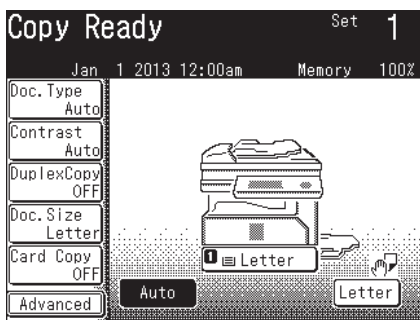 Copy Ready Set 1
Jan 1 2013 12:00am Memory 100%
Doc.Type
Auto
Contrast
Auto
DuplexCopy
OFF
Doc.Size
Letter
Card Copy
OFF
Advanced
1 Letter
Auto
Letter